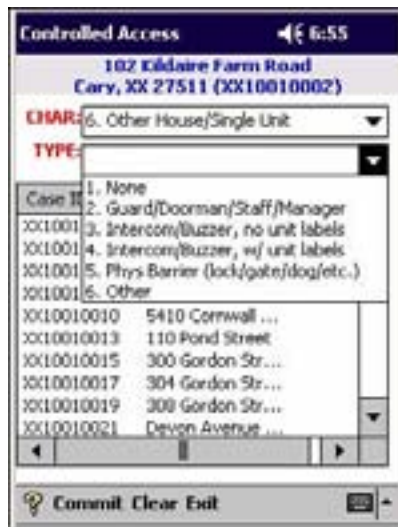 Controlled Access 6:55
102 Kildaire Farm Road
Cary, XX 27511 (XX10010002)
CHAR: 6. Other House/Single Unit
TYPE:
1. None
Case ID
2. Guard/Doorman/Staff/Manager
XX1001
3. Intercom/Buzzer, no unit labels
XX1001
4. Intercom/Buzzer, w/ unit labels
XX1001
5. Phys Barrier (lock/gate/dog/etc.)
6. Other
XX10010010 5410 Cornwall ...
XX10010013 110 Pond Street
XX10010015 300 Gordon Str...
XX10010017 304 Gordon Str...
XX10010019 308 Gordon Str...
XX10010021 Devon Avenue ...
Commit Clear Exit